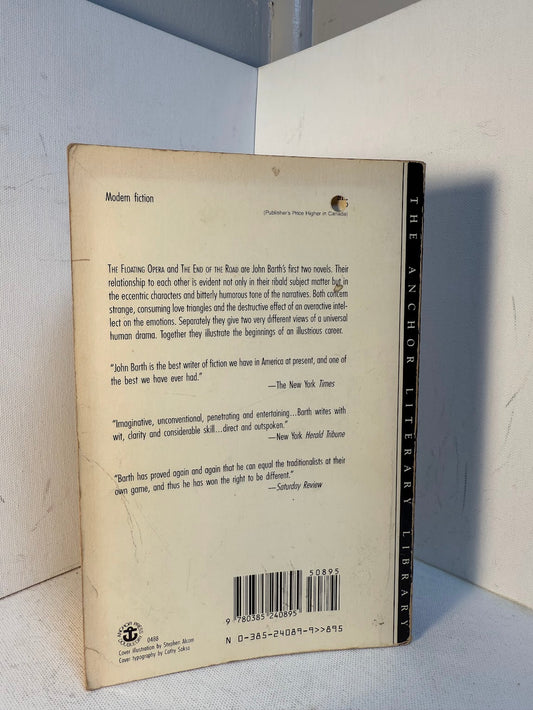 Modern fiction
(Publisher's Price Higher in Canada)
THE FLOATING OPERA and THE END OF THE ROAD are John Barth's first two novels. Their
relationship to each other is evident not only in their ribald subject matter but in
the eccentric characters and bitterly humorous tone of the narratives. Both concern
strange, consuming love triangles and the destructive effect of an overactive intel-
lect on the emotions. Separately they give two very different views of a universal
human drama. Together they illustrate the beginnings of an illustrious career.
"John Barth is the best writer of fiction we have in America at present, and one of
the best we have ever had."
—The New York Times
"Imaginative, unconventional, penetrating and entertaining...Barth writes with
wit, clarity and considerable skill...direct and outspoken."
—New York Herald Tribune
"Barth has proved again and again that he can equal the traditionalists at their
own game, and thus he has won the right to be different."
—Saturday Review
50895
9 780385 240895
N 0-385-24089-9>>895
ANCHOR PRESS
DOUBLEDAY
0488
Cover illustration by Stephen Alcorn
Cover typography by Cathy Saksa
THE ANCHOR LITERARY LIBRARY